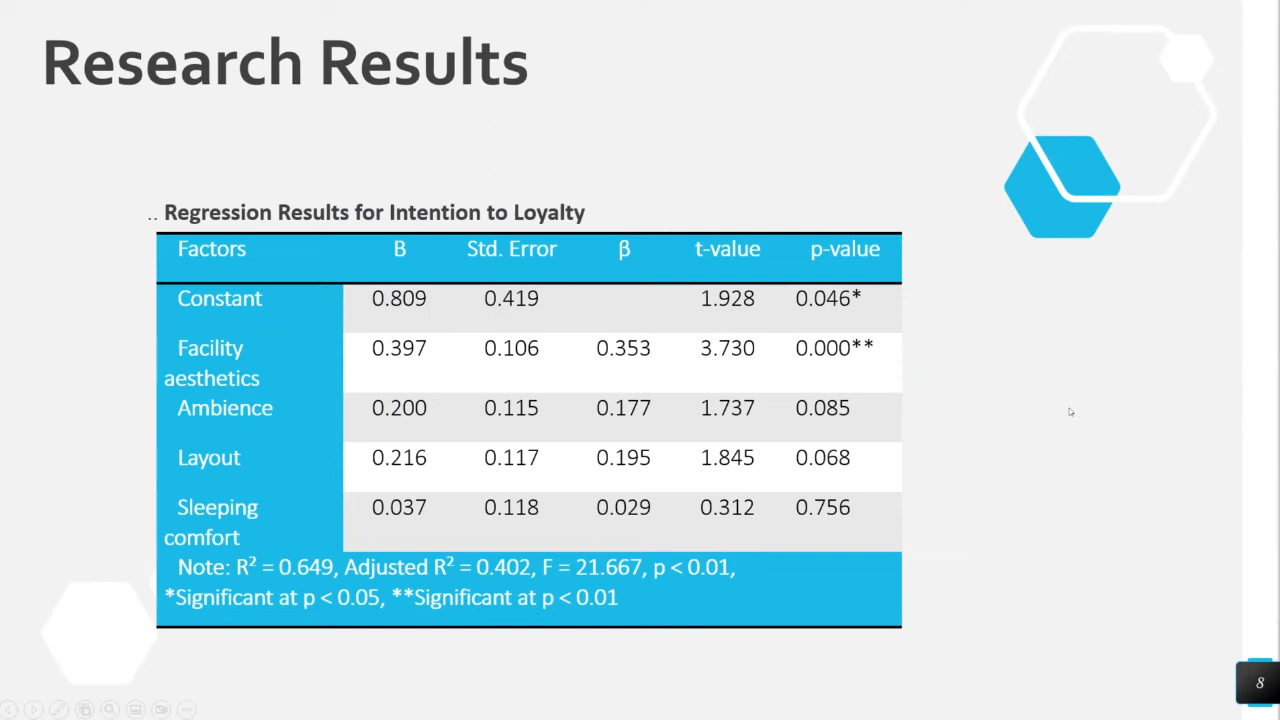 Research Results
.. Regression Results for Intention to Loyalty
Factors B Std. Error β t-value p-value
Constant 0.809 0.419 1.928 0.046*
Facility 0.397 0.106 0.353 3.730 0.000**
aesthetics
Ambience 0.200 0.115 0.177 1.737 0.085
Layout 0.216 0.117 0.195 1.845 0.068
Sleeping 0.037 0.118 0.029 0.312 0.756
comfort
Note: R² = 0.649, Adjusted R² = 0.402, F = 21.667, p < 0.01,
*Significant at p < 0.05, **Significant at p < 0.01
8